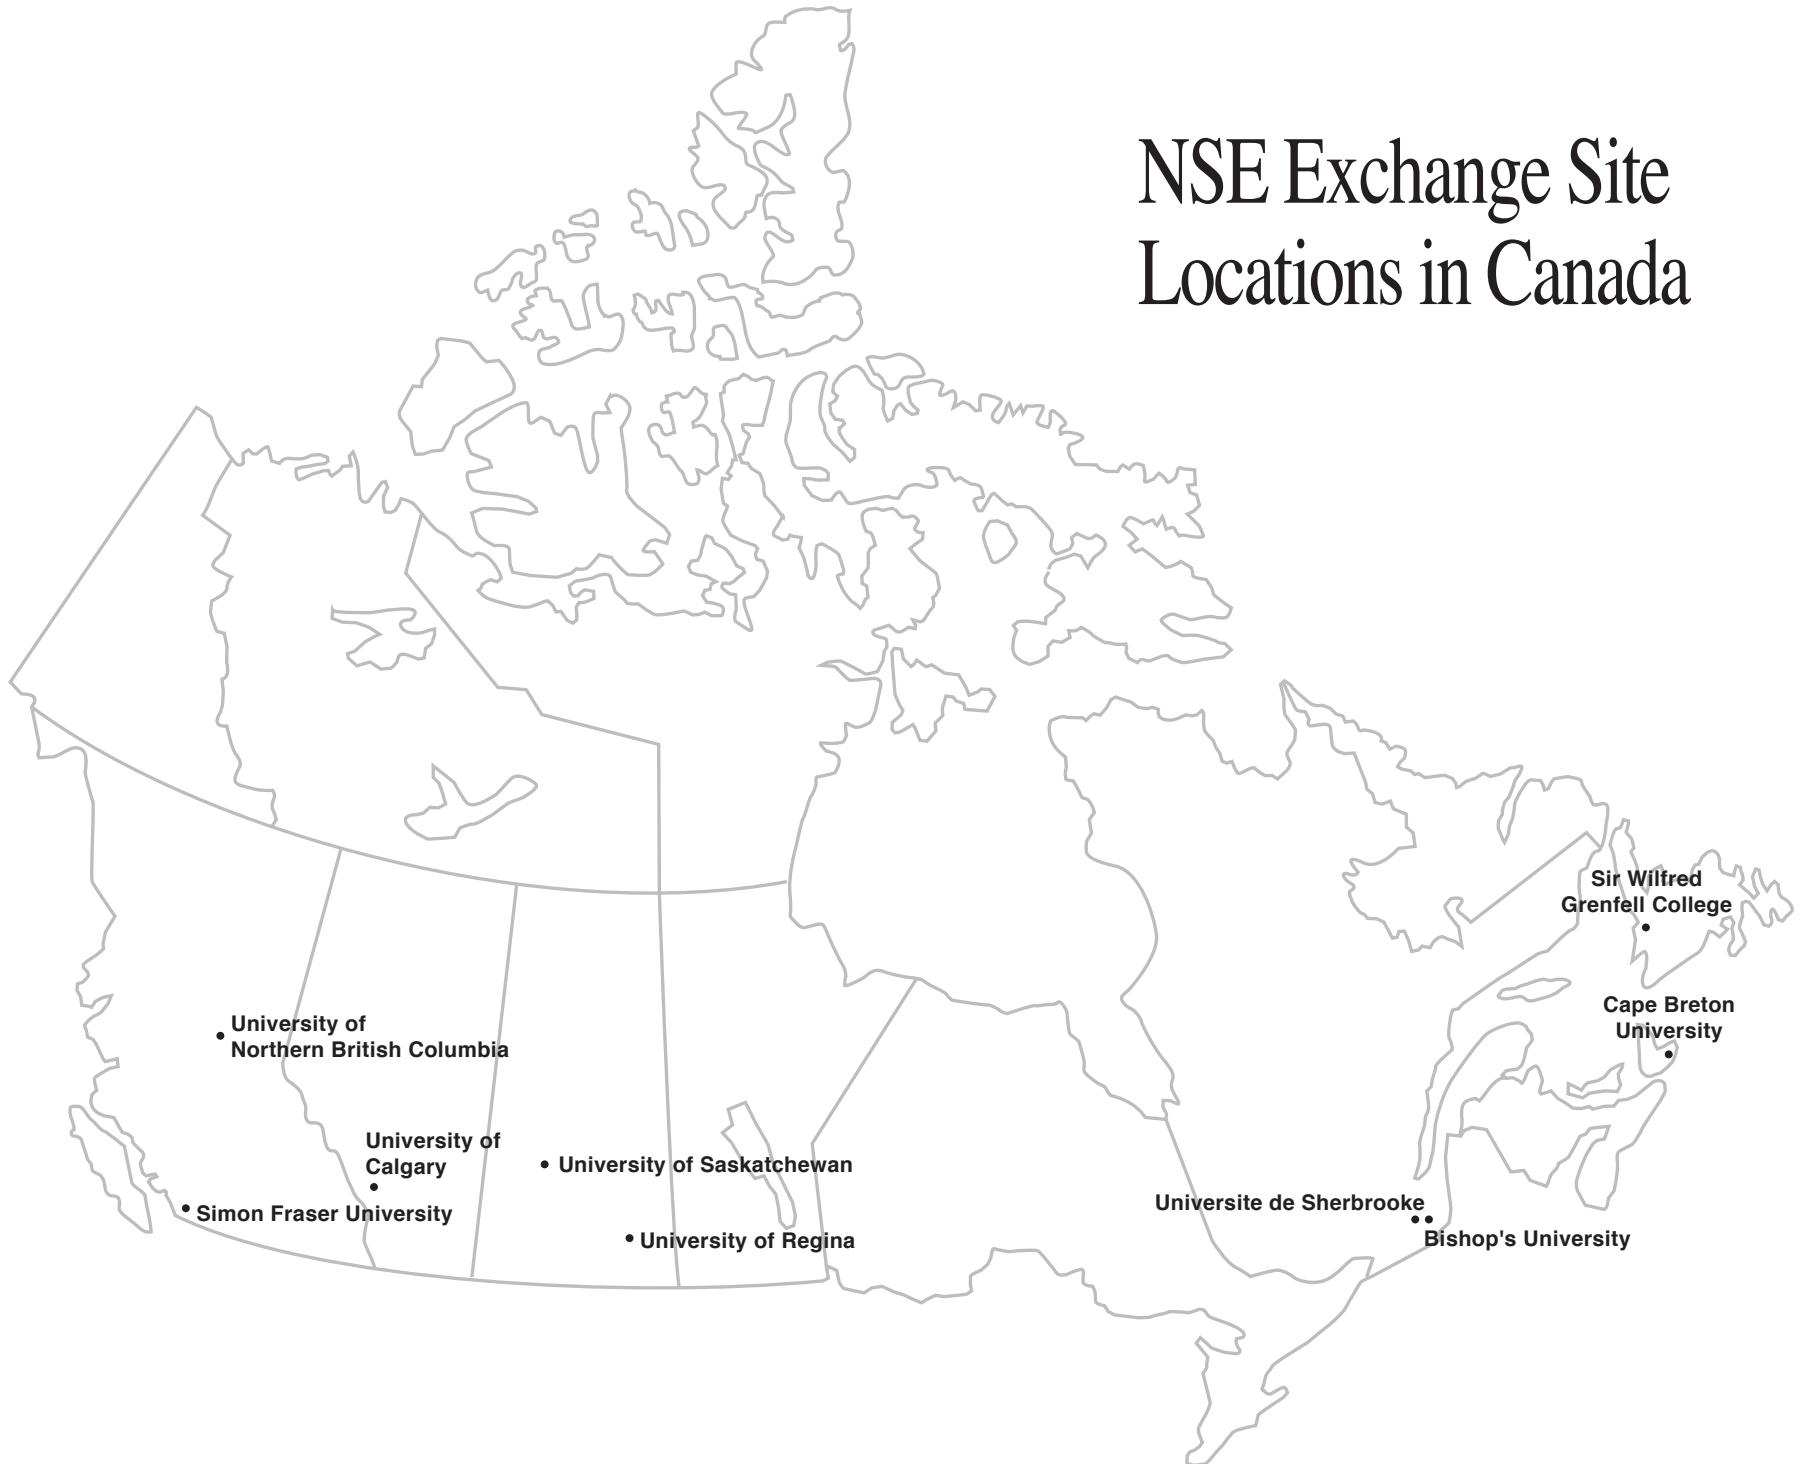 NSE Exchange Site
Locations in Canada
Sir Wilfred
Grenfell College
Cape Breton
University
University of
Northern British Columbia
University of
Calgary
University of Saskatchewan
Simon Fraser University
University of Regina
Universite de Sherbrooke
Bishop's University